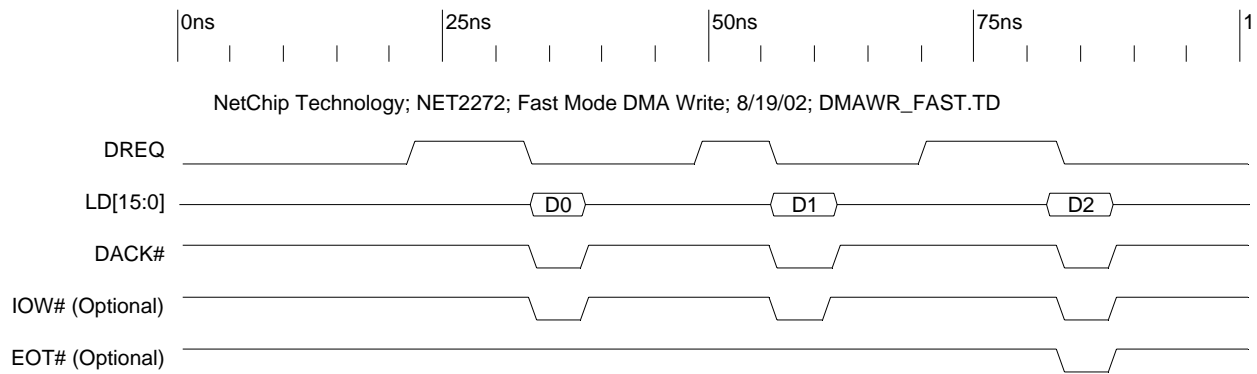 0ns 25ns 50ns 75ns 1
NetChip Technology; NET2272; Fast Mode DMA Write; 8/19/02; DMAWR_FAST.TD
DREQ
LD[15:0] D0 D1 D2
DACK#
IOW# (Optional)
EOT# (Optional)